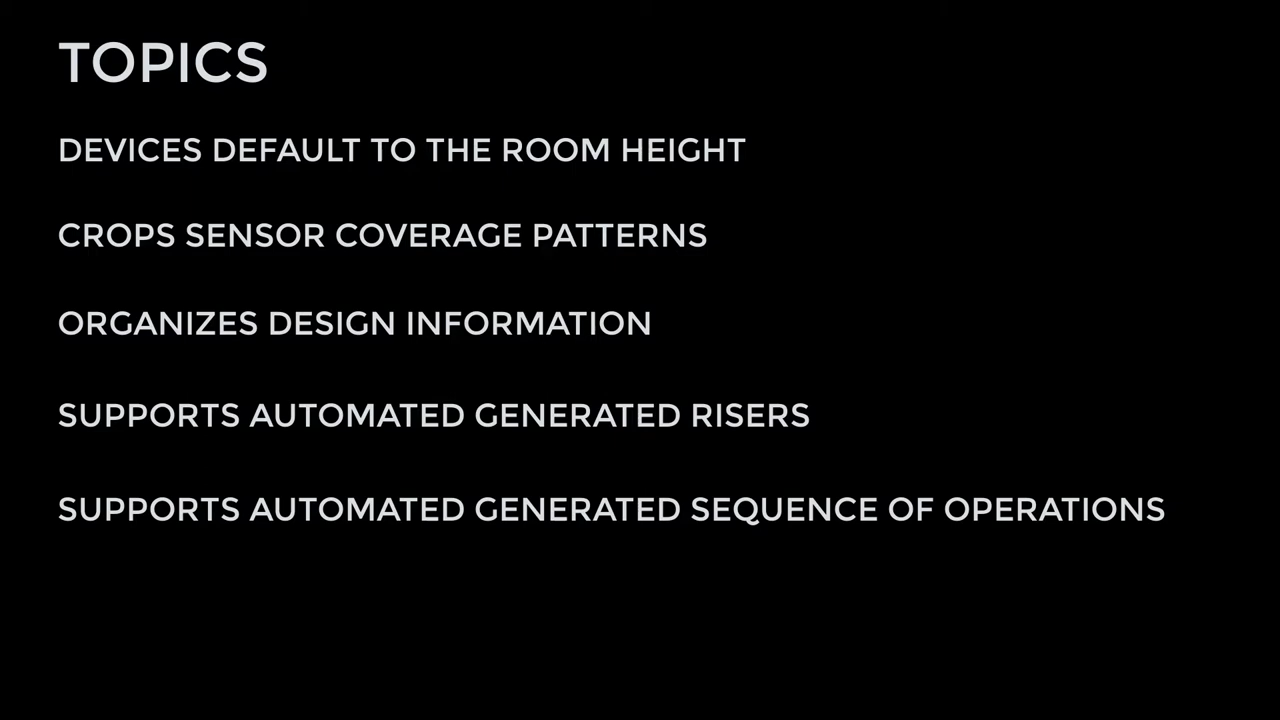 TOPICS
DEVICES DEFAULT TO THE ROOM HEIGHT
CROPS SENSOR COVERAGE PATTERNS
ORGANIZES DESIGN INFORMATION
SUPPORTS AUTOMATED GENERATED RISERS
SUPPORTS AUTOMATED GENERATED SEQUENCE OF OPERATIONS